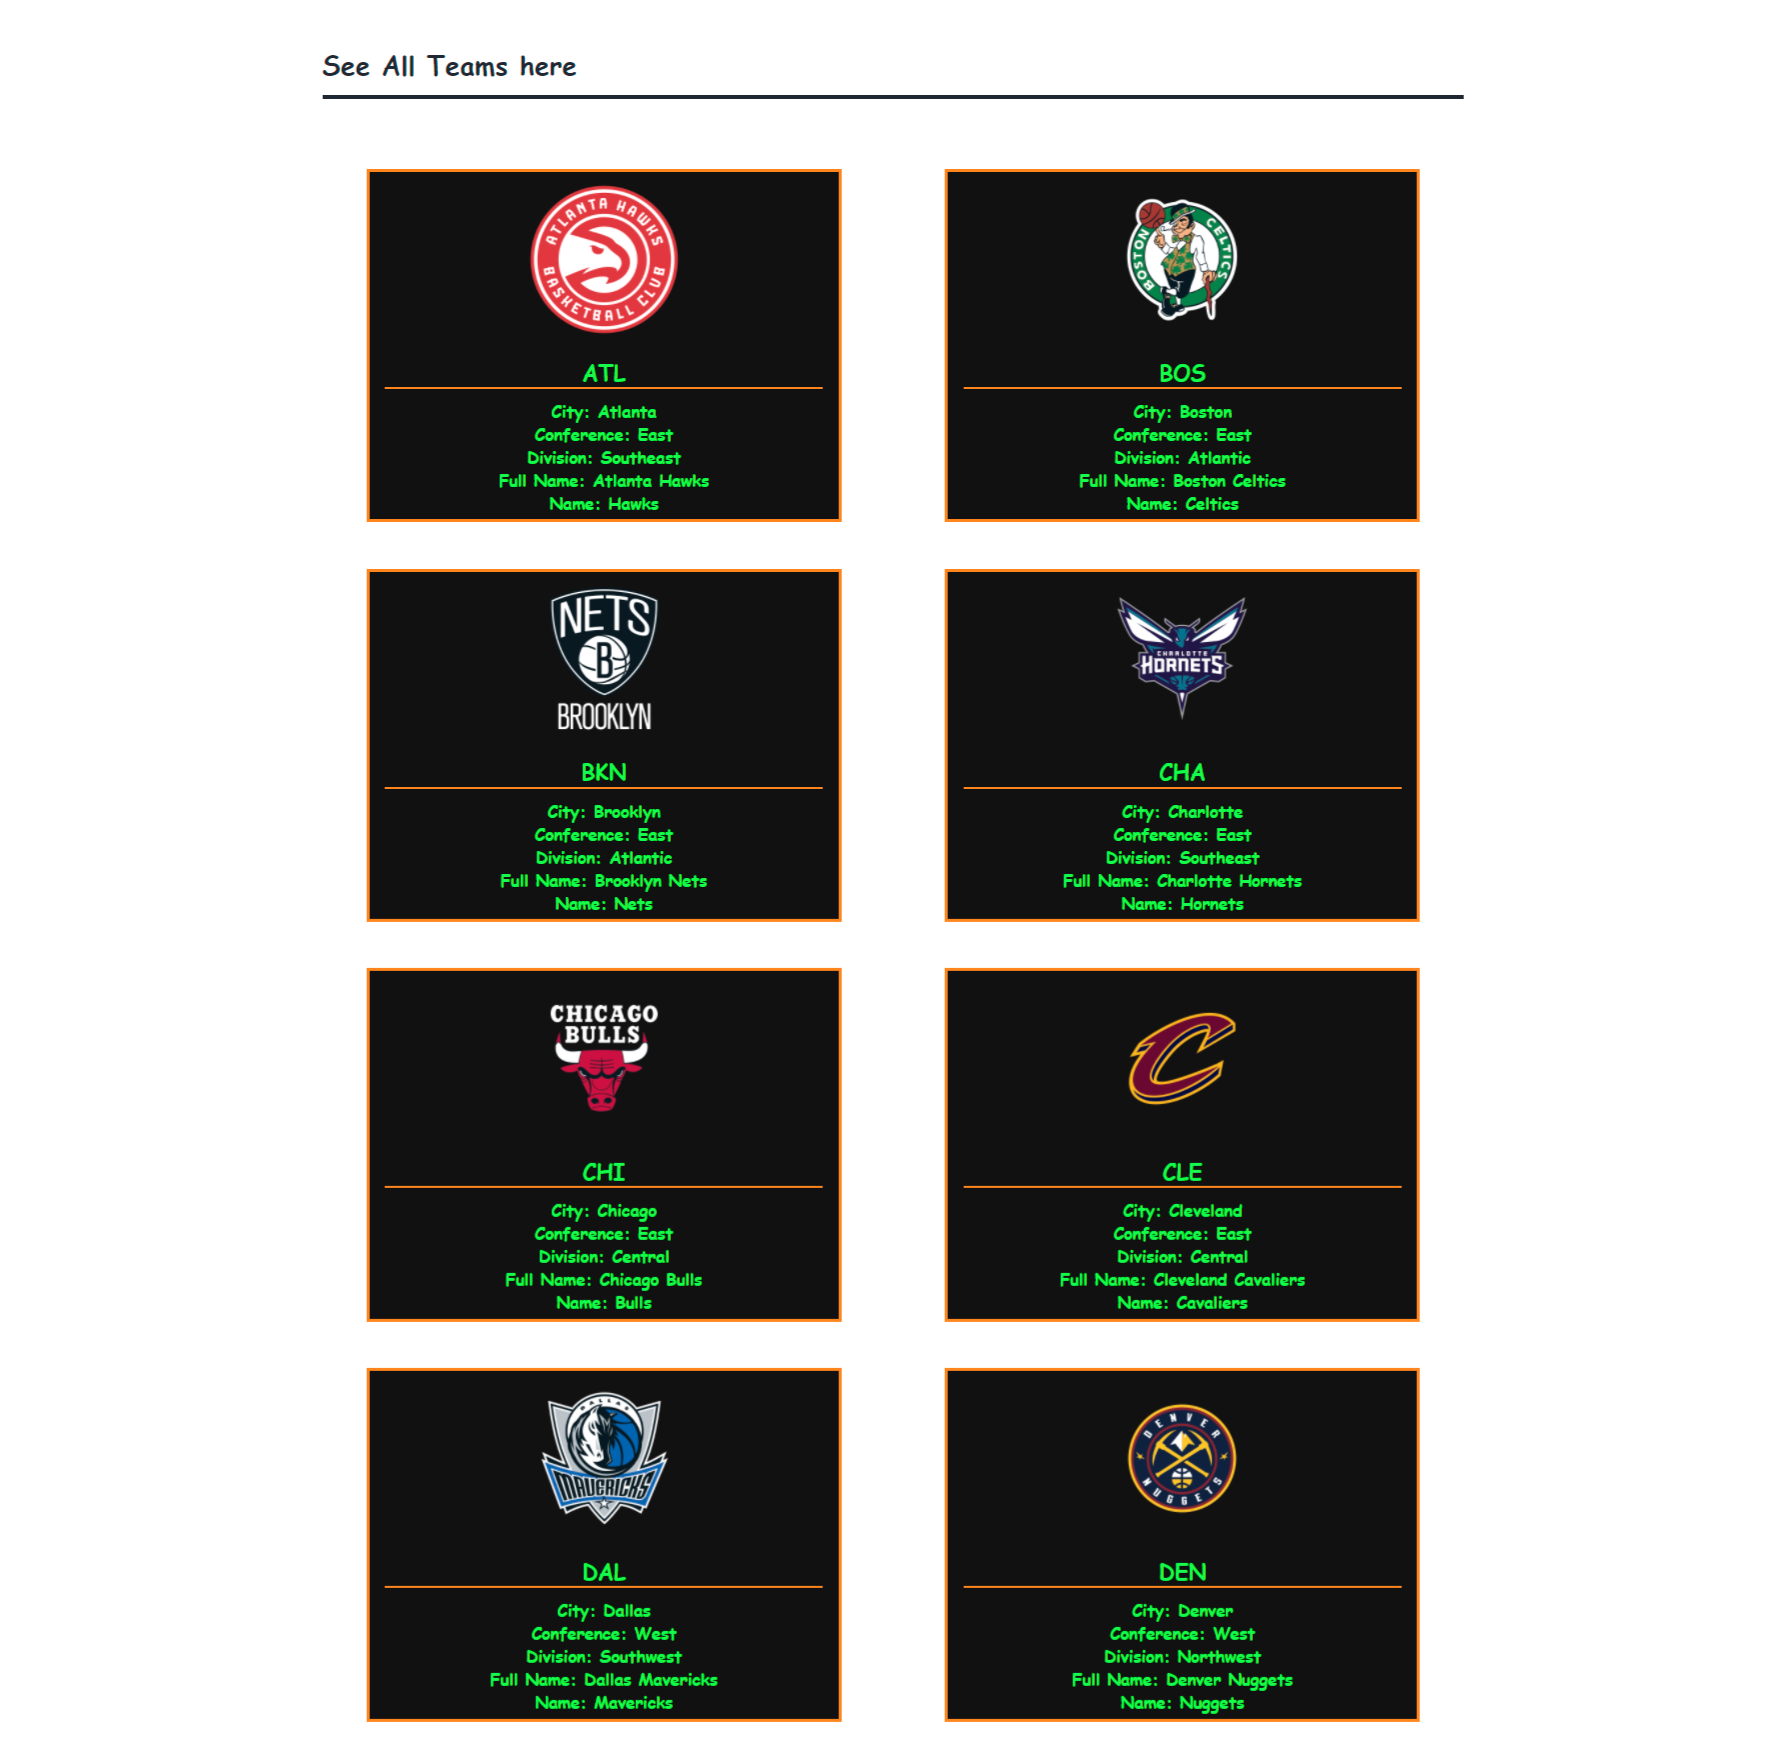 See All Teams here
ATLANTA HAWKS
BASKETBALL CLUB
ATL
City: Atlanta
Conference: East
Division: Southeast
Full Name: Atlanta Hawks
Name: Hawks
BOSTON CELTICS
BOS
City: Boston
Conference: East
Division: Atlantic
Full Name: Boston Celtics
Name: Celtics
NETS
B
BROOKLYN
BKN
City: Brooklyn
Conference: East
Division: Atlantic
Full Name: Brooklyn Nets
Name: Nets
CHARLOTTE
HORNETS
CHA
City: Charlotte
Conference: East
Division: Southeast
Full Name: Charlotte Hornets
Name: Hornets
CHICAGO
BULLS
CHI
City: Chicago
Conference: East
Division: Central
Full Name: Chicago Bulls
Name: Bulls
C
CLE
City: Cleveland
Conference: East
Division: Central
Full Name: Cleveland Cavaliers
Name: Cavaliers
DALLAS
MAVERICKS
DAL
City: Dallas
Conference: West
Division: Southwest
Full Name: Dallas Mavericks
Name: Mavericks
DENVER
NUGGETS
DEN
City: Denver
Conference: West
Division: Northwest
Full Name: Denver Nuggets
Name: Nuggets